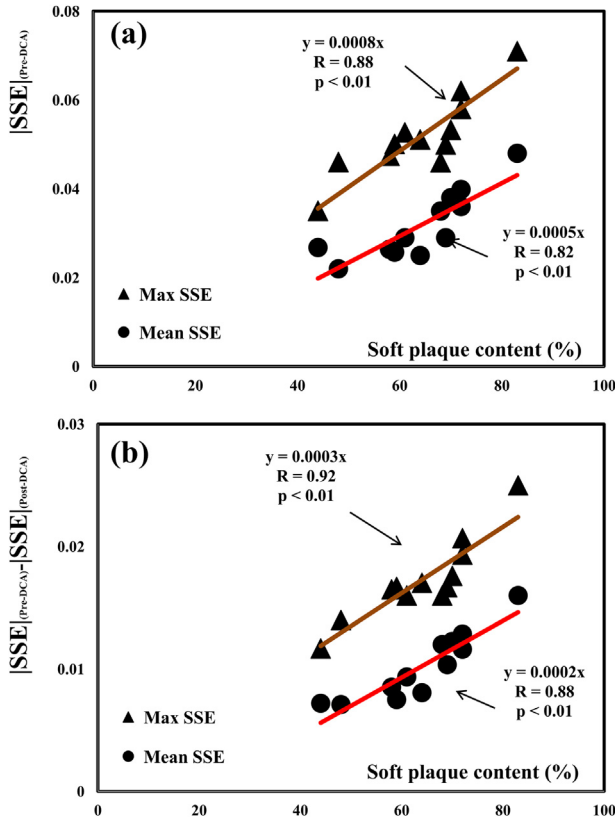 (a)
|SSE|(Pre-DCA)
0.08
0.06
0.04
0.02
0
y = 0.0008x
R = 0.88
p < 0.01
y = 0.0005x
R = 0.82
p < 0.01
Max SSE
Mean SSE
Soft plaque content (%)
0 20 40 60 80 100
(b)
|SSE|(Pre-DCA)-|SSE|(Post-DCA)
0.03
0.02
0.01
0
y = 0.0003x
R = 0.92
p < 0.01
y = 0.0002x
R = 0.88
p < 0.01
Max SSE
Mean SSE
Soft plaque content (%)
0 20 40 60 80 100